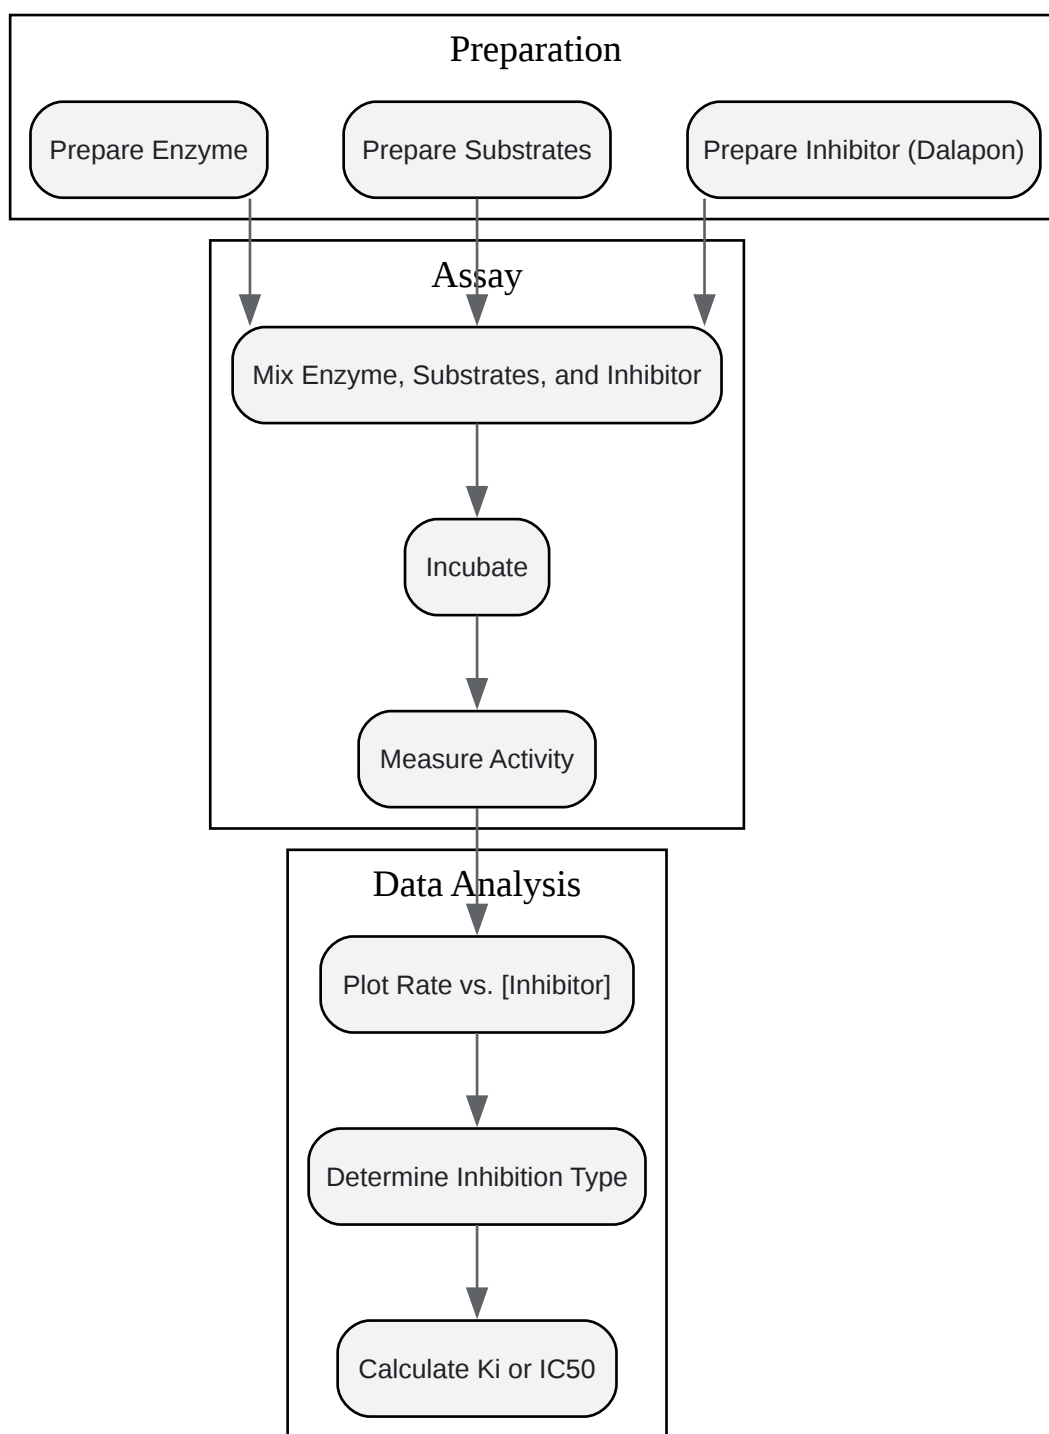 Preparation
Prepare Enzyme
Prepare Substrates
Prepare Inhibitor (Dalapon)
Assay
Mix Enzyme, Substrates, and Inhibitor
Incubate
Measure Activity
Data Analysis
Plot Rate vs. [Inhibitor]
Determine Inhibition Type
Calculate Ki or IC50